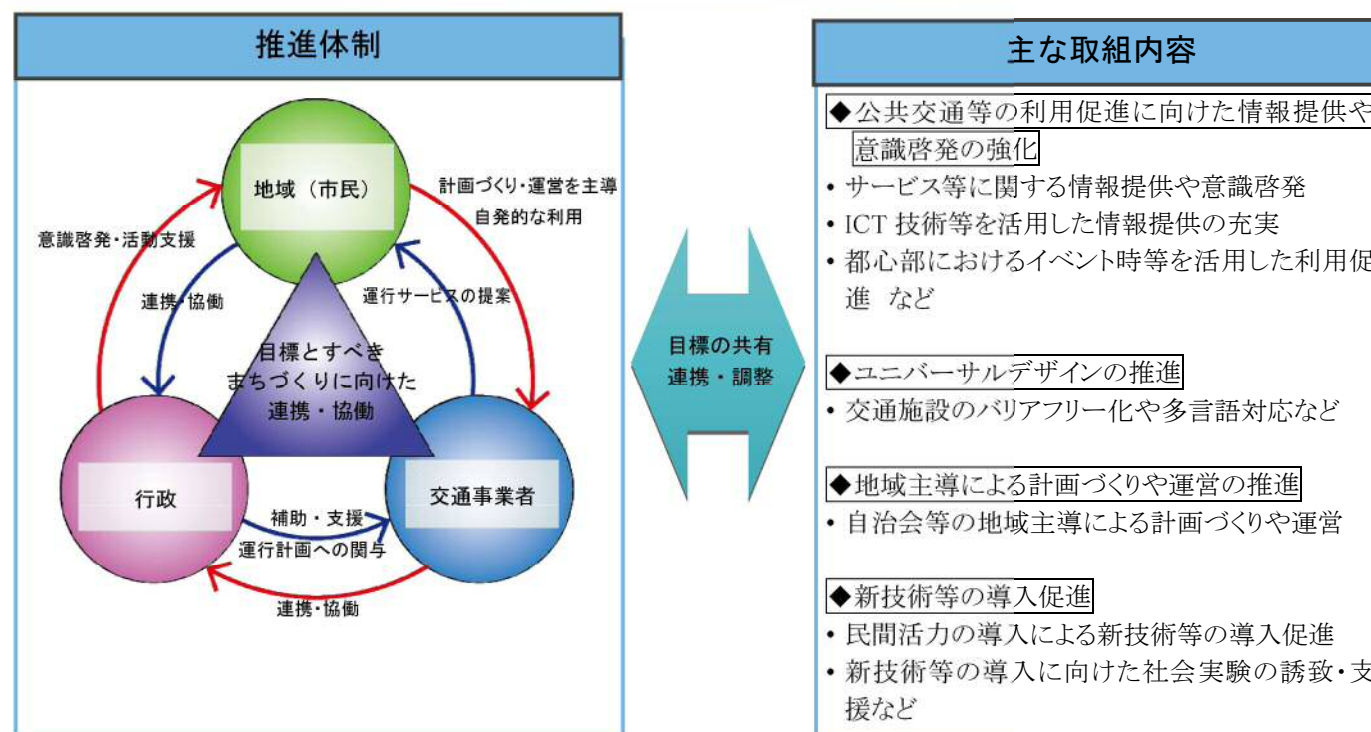 推進体制
地域（市民）
計画づくり・運営を主導
自発的な利用
意識啓発・活動支援
連携・協働
運行サービスの提案
目標とすべき
まちづくりに向けた
連携・協働
行政
交通事業者
補助・支援
運行計画への関与
連携・協働
目標の共有
連携・調整
主な取組内容
◆公共交通等の利用促進に向けた情報提供や
意識啓発の強化
・サービス等に関する情報提供や意識啓発
・ICT 技術等を活用した情報提供の充実
・都心部におけるイベント時等を活用した利用促
進 など
◆ユニバーサルデザインの推進
・交通施設のバリアフリー化や多言語対応など
◆地域主導による計画づくりや運営の推進
・自治会等の地域主導による計画づくりや運営
◆新技術等の導入促進
・民間活力の導入による新技術等の導入促進
・新技術等の導入に向けた社会実験の誘致・支
援など